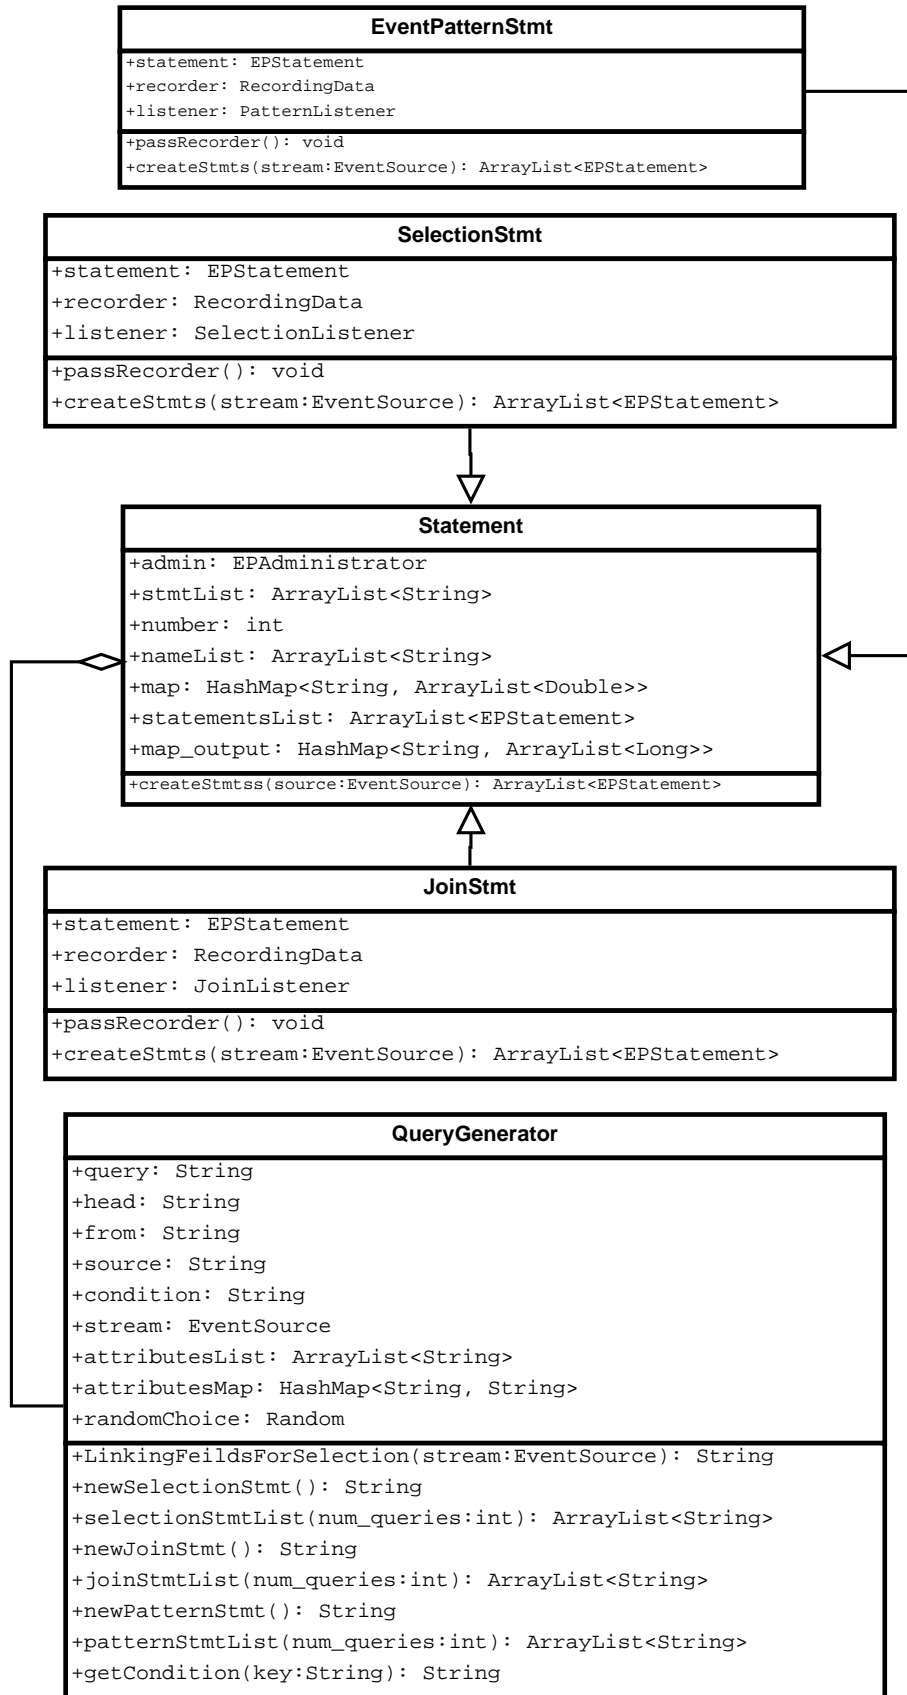 EventPatternStmt
+statement: EPStatement
+recorder: RecordingData
+listener: PatternListener
+passRecorder(): void
+createStmts(stream:EventSource): ArrayList<EPStatement>
SelectionStmt
+statement: EPStatement
+recorder: RecordingData
+listener: SelectionListener
+passRecorder(): void
+createStmts(stream:EventSource): ArrayList<EPStatement>
Statement
+admin: EPAdministrator
+stmtList: ArrayList<String>
+number: int
+nameList: ArrayList<String>
+map: HashMap<String, ArrayList<Double>>
+statementsList: ArrayList<EPStatement>
+map_output: HashMap<String, ArrayList<Long>>
+createStmtss(source:EventSource): ArrayList<EPStatement>
JoinStmt
+statement: EPStatement
+recorder: RecordingData
+listener: JoinListener
+passRecorder(): void
+createStmts(stream:EventSource): ArrayList<EPStatement>
QueryGenerator
+query: String
+head: String
+from: String
+source: String
+condition: String
+stream: EventSource
+attributesList: ArrayList<String>
+attributesMap: HashMap<String, String>
+randomChoice: Random
+LinkingFeildsForSelection(stream:EventSource): String
+newSelectionStmt(): String
+selectionStmtList(num_queries:int): ArrayList<String>
+newJoinStmt(): String
+joinStmtList(num_queries:int): ArrayList<String>
+newPatternStmt(): String
+patternStmtList(num_queries:int): ArrayList<String>
+getCondition(key:String): String